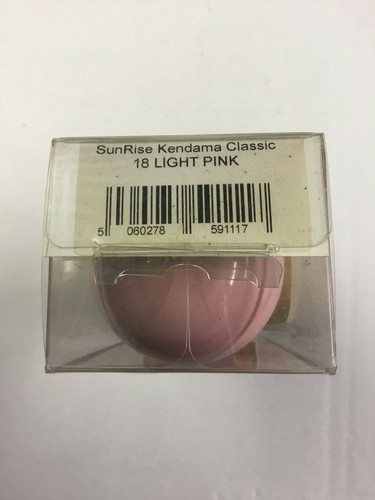 SunRise Kendama Classic
18 LIGHT PINK
5 060278 591117